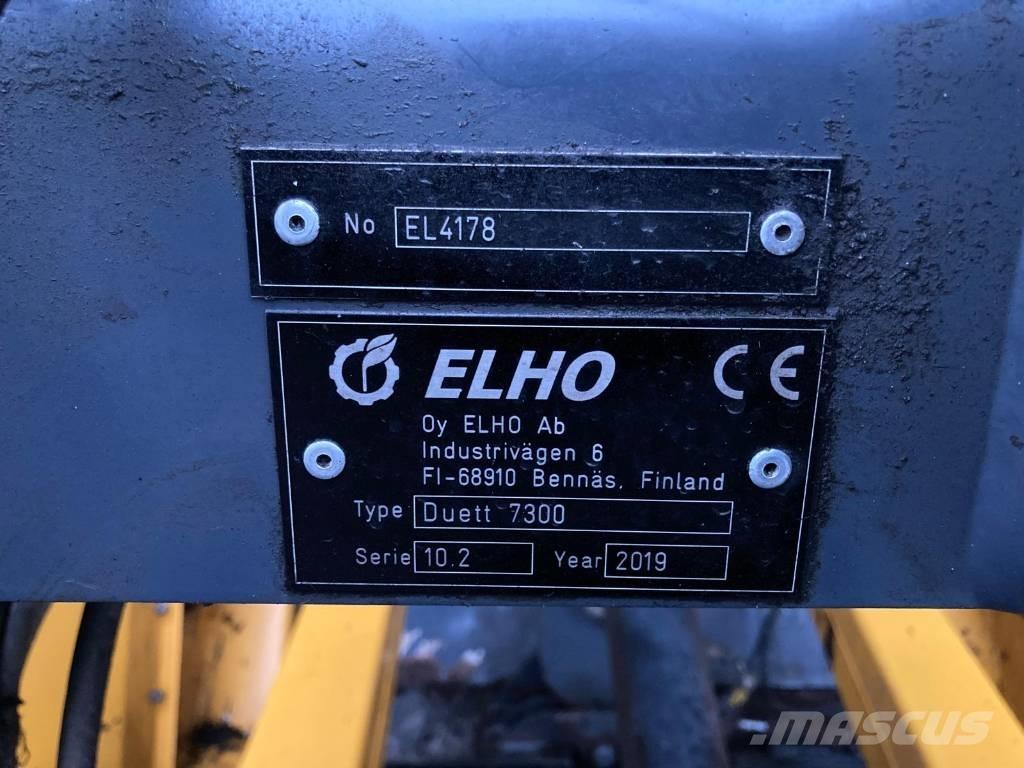 No EL4178
ELHO CE
Oy ELHO Ab
Industrivägen 6
FI-68910 Bennäs, Finland
Type Duett 7300
Serie 10.2 Year 2019
MASCUS